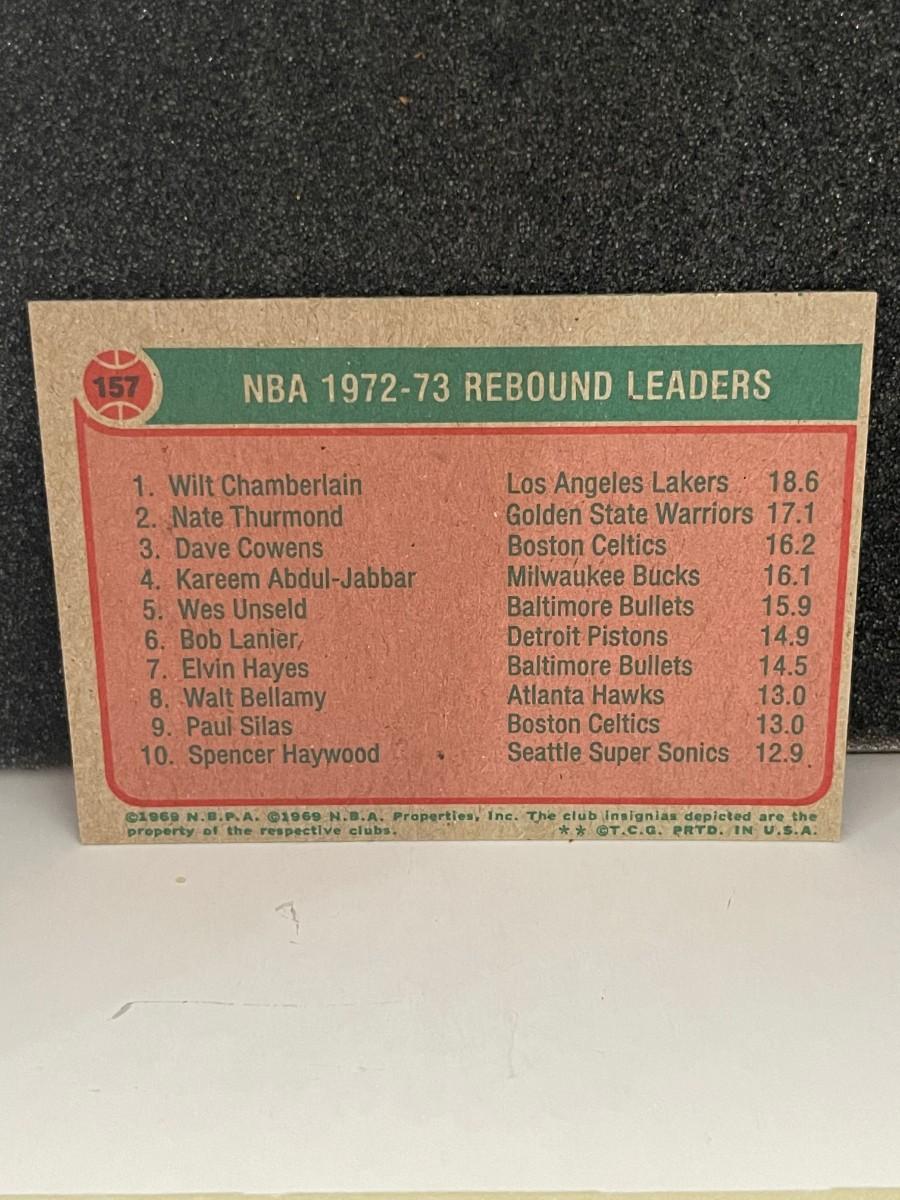 157 NBA 1972-73 REBOUND LEADERS
1. Wilt Chamberlain Los Angeles Lakers 18.6
2. Nate Thurmond Golden State Warriors 17.1
3. Dave Cowens Boston Celtics 16.2
4. Kareem Abdul-Jabbar Milwaukee Bucks 16.1
5. Wes Unseld Baltimore Bullets 15.9
6. Bob Lanier Detroit Pistons 14.9
7. Elvin Hayes Baltimore Bullets 14.5
8. Walt Bellamy Atlanta Hawks 13.0
9. Paul Silas Boston Celtics 13.0
10. Spencer Haywood Seattle Super Sonics 12.9
©1969 N.B.P.A. ©1969 N.B.A. Properties, Inc. The club insignias depicted are the
property of the respective clubs. ** ©T.C.G. PRTD. IN U.S.A.